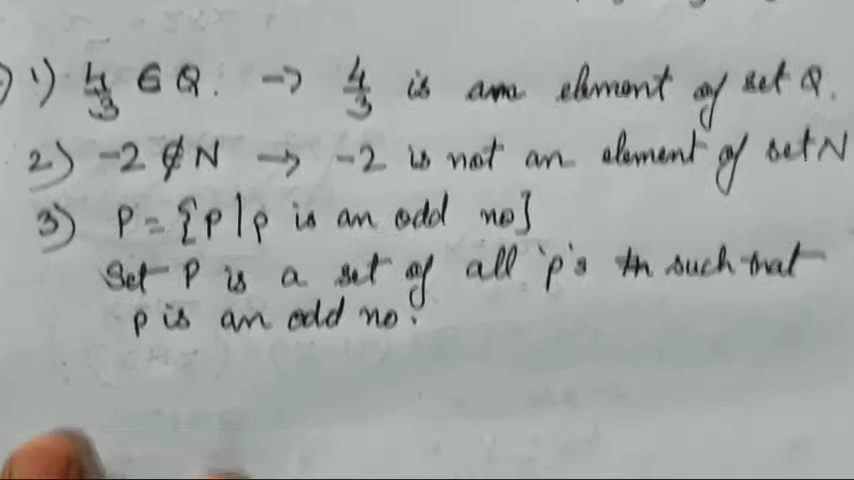 1) 4/3 ∈ Q. → 4/3 is an element of set Q.
2) -2 ∉ N → -2 is not an element of set N
3) P = {p | p is an odd no}
Set P is a set of all 'p's such that
p is an odd no.